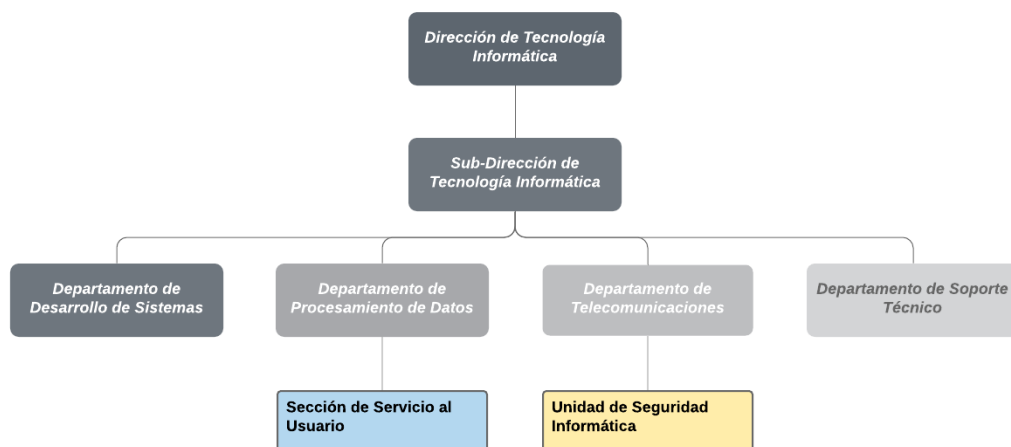 Dirección de Tecnología
Informática
Sub-Dirección de
Tecnología Informática
Departamento de
Desarrollo de Sistemas
Departamento de
Procesamiento de Datos
Departamento de
Telecomunicaciones
Departamento de Soporte
Técnico
Sección de Servicio al
Usuario
Unidad de Seguridad
Informática